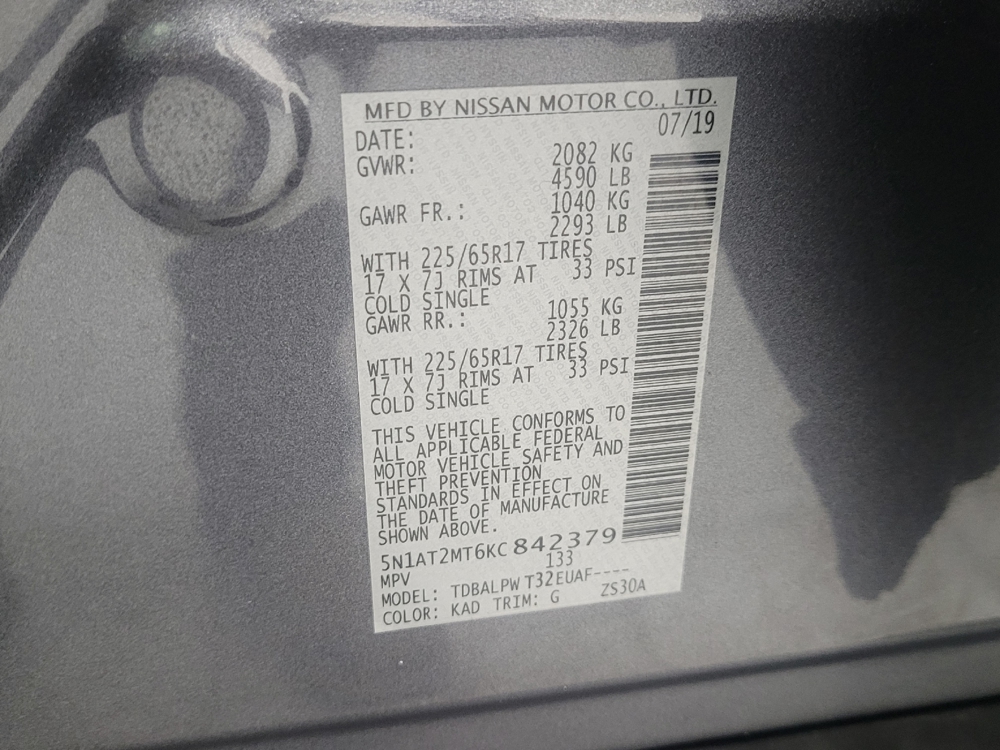 MFD BY NISSAN MOTOR CO., LTD.
DATE: 07/19
GVWR: 2082 KG
4590 LB
GAWR FR.: 1040 KG
2293 LB
WITH 225/65R17 TIRES
17 X 7J RIMS AT 33 PSI
COLD SINGLE
GAWR RR.: 1055 KG
2326 LB
WITH 225/65R17 TIRES
17 X 7J RIMS AT 33 PSI
COLD SINGLE
THIS VEHICLE CONFORMS TO
ALL APPLICABLE FEDERAL
MOTOR VEHICLE SAFETY AND
THEFT PREVENTION
STANDARDS IN EFFECT ON
THE DATE OF MANUFACTURE
SHOWN ABOVE.
5N1AT2MT6KC842379
MPV 133
MODEL: TDBALPW T32EUAF----
COLOR: KAD TRIM: G ZS30A